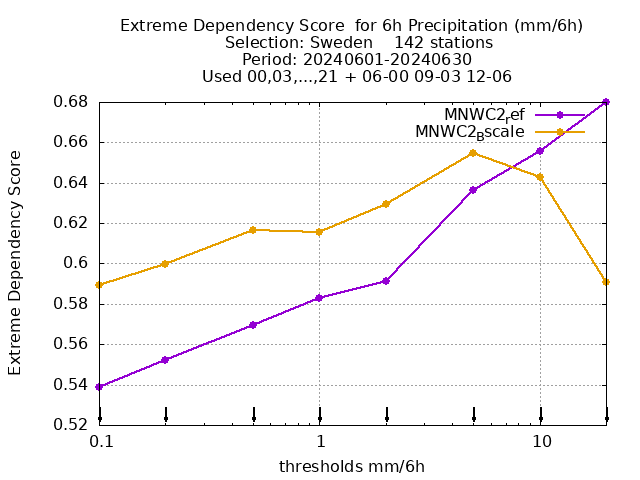 Extreme Dependency Score  for 6h Precipitation (mm/6h)
Selection: Sweden    142 stations
Period: 20240601-20240630
Used 00,03,...,21 + 06-00 09-03 12-06
MNWC2ref
MNWC2Bscale
0.68
0.66
0.64
0.62
0.6
0.58
0.56
0.54
0.52
Extreme Dependency Score
0.1 1 10
thresholds mm/6h